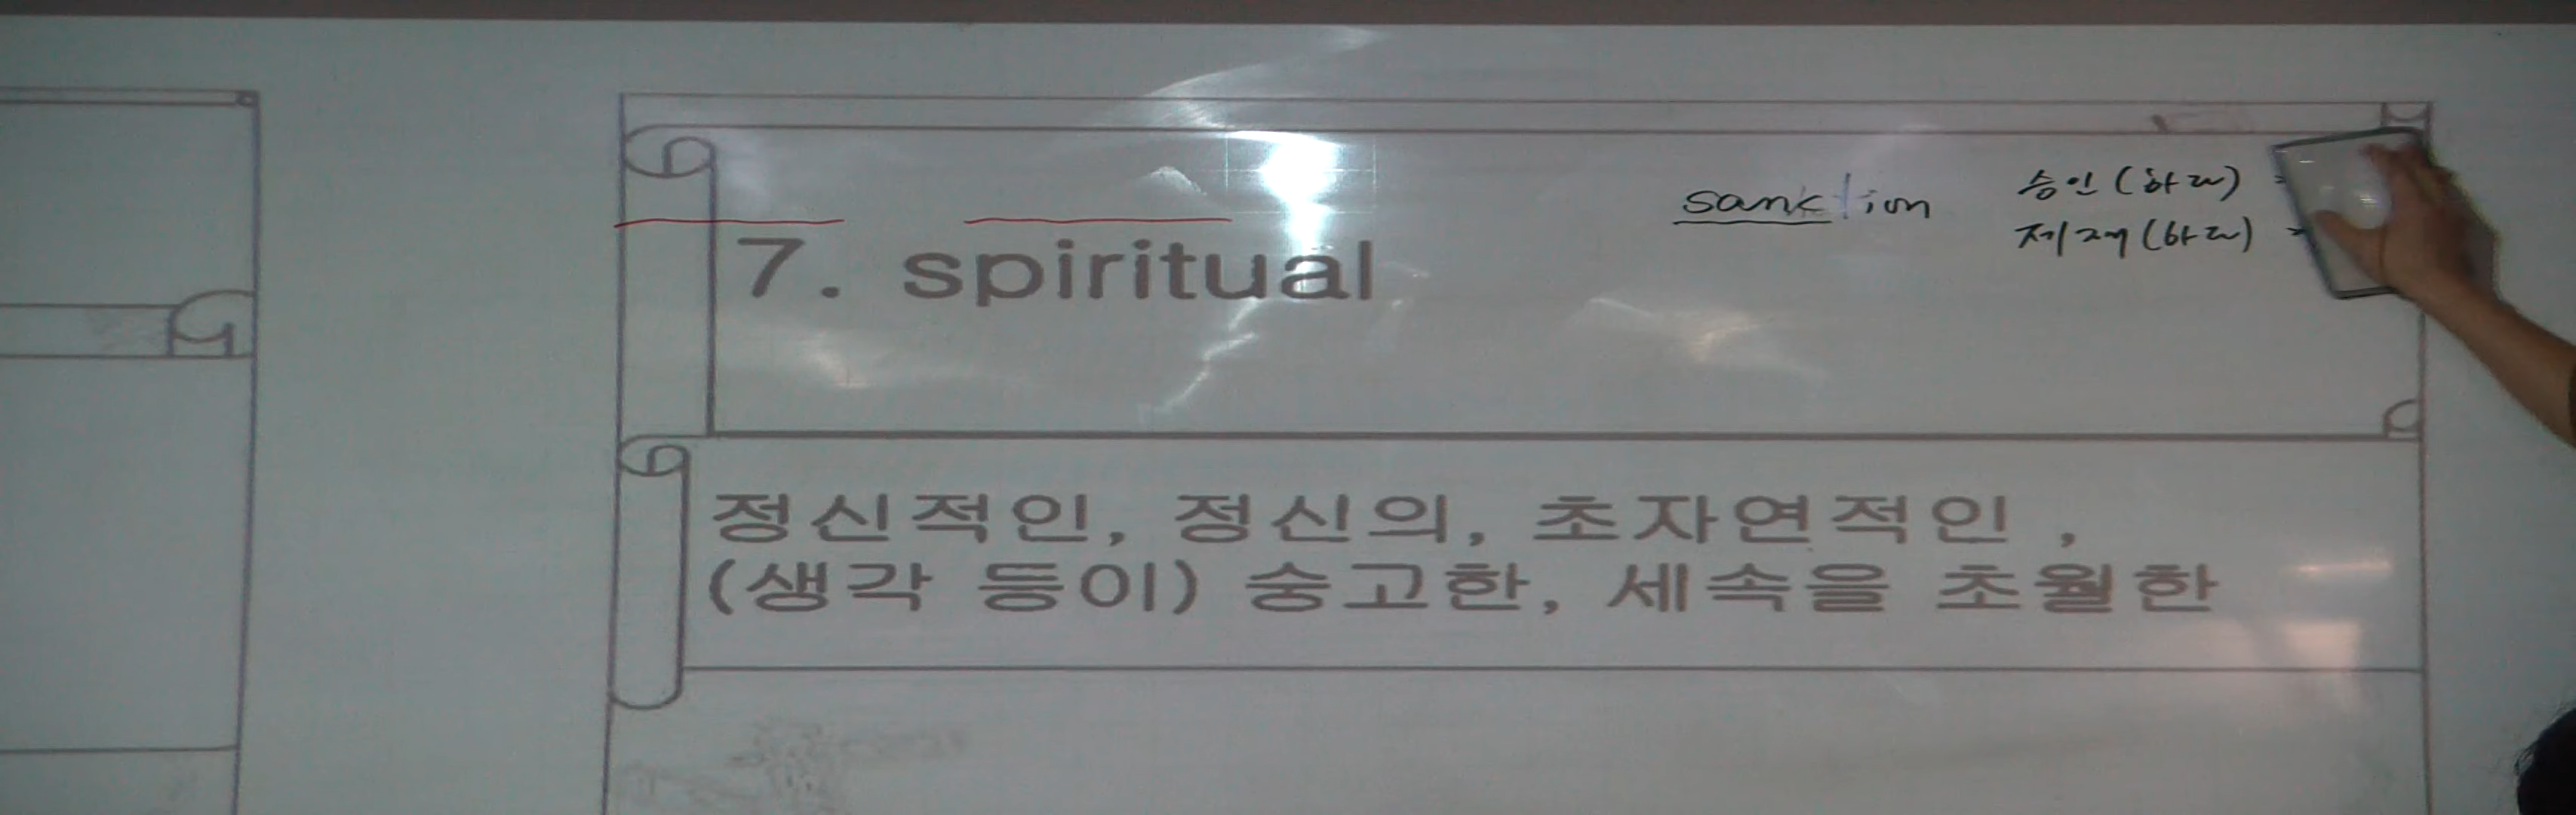 sanction 승인(하다)
제재(하다)
7. spiritual
정신적인, 정신의, 초자연적인 ,
(생각 등이) 숭고한, 세속을 초월한